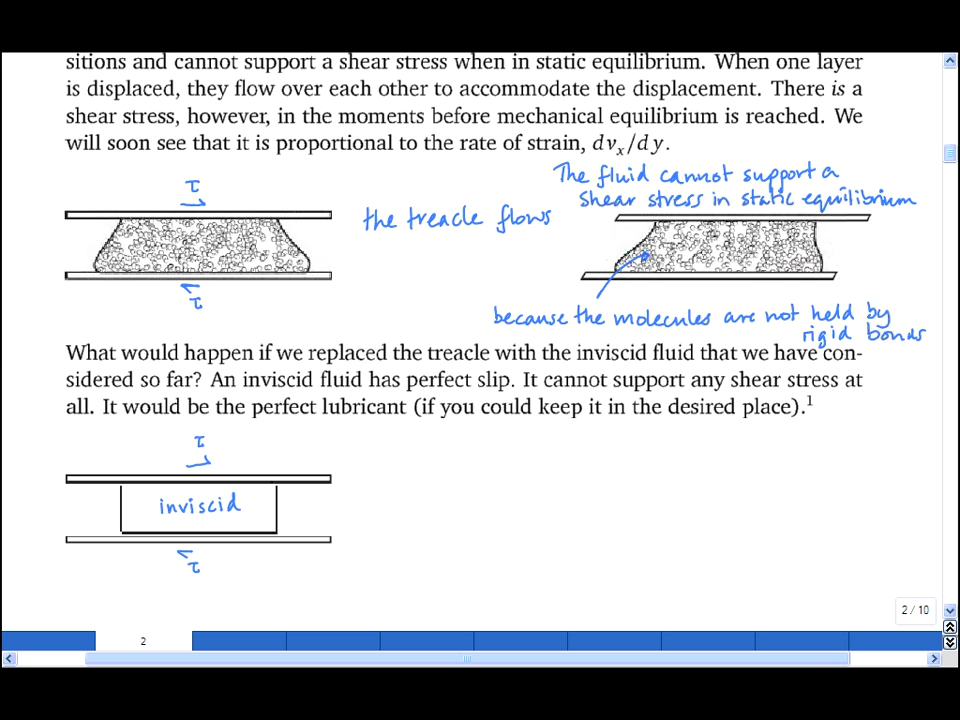 sitions and cannot support a shear stress when in static equilibrium. When one layer
is displaced, they flow over each other to accommodate the displacement. There is a
shear stress, however, in the moments before mechanical equilibrium is reached. We
will soon see that it is proportional to the rate of strain, dvₓ/dy.
The fluid cannot support a
shear stress in static equilibrium
τ
the treacle flows
τ
because the molecules are not held by
rigid bonds
What would happen if we replaced the treacle with the inviscid fluid that we have con-
sidered so far? An inviscid fluid has perfect slip. It cannot support any shear stress at
all. It would be the perfect lubricant (if you could keep it in the desired place).¹
τ
inviscid
τ
2 / 10
2